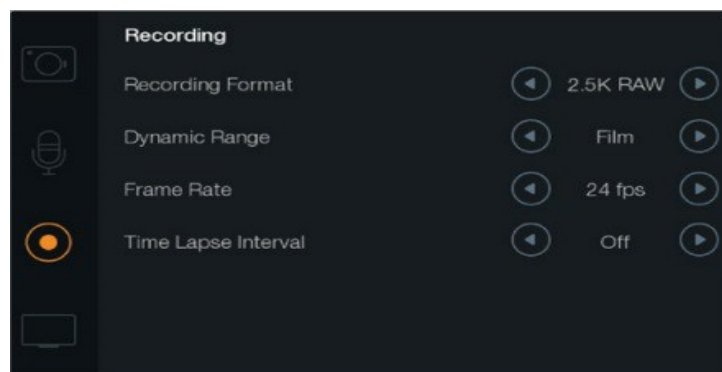 Recording
Recording Format 2.5K RAW
Dynamic Range Film
Frame Rate 24 fps
Time Lapse Interval Off